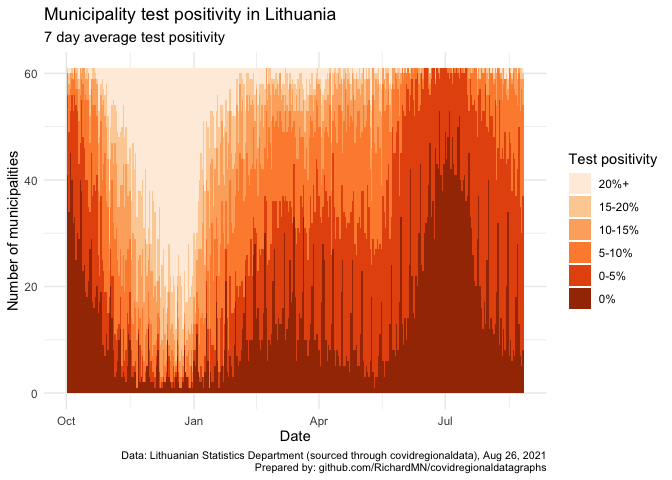 Municipality test positivity in Lithuania
7 day average test positivity
Number of municipalities
60
40
20
0
Oct
Jan
Apr
Jul
Date
Test positivity
20%+
15-20%
10-15%
5-10%
0-5%
0%
Data: Lithuanian Statistics Department (sourced through covidregionaldata), Aug 26, 2021
Prepared by: github.com/RichardMN/covidregionaldatagraphs